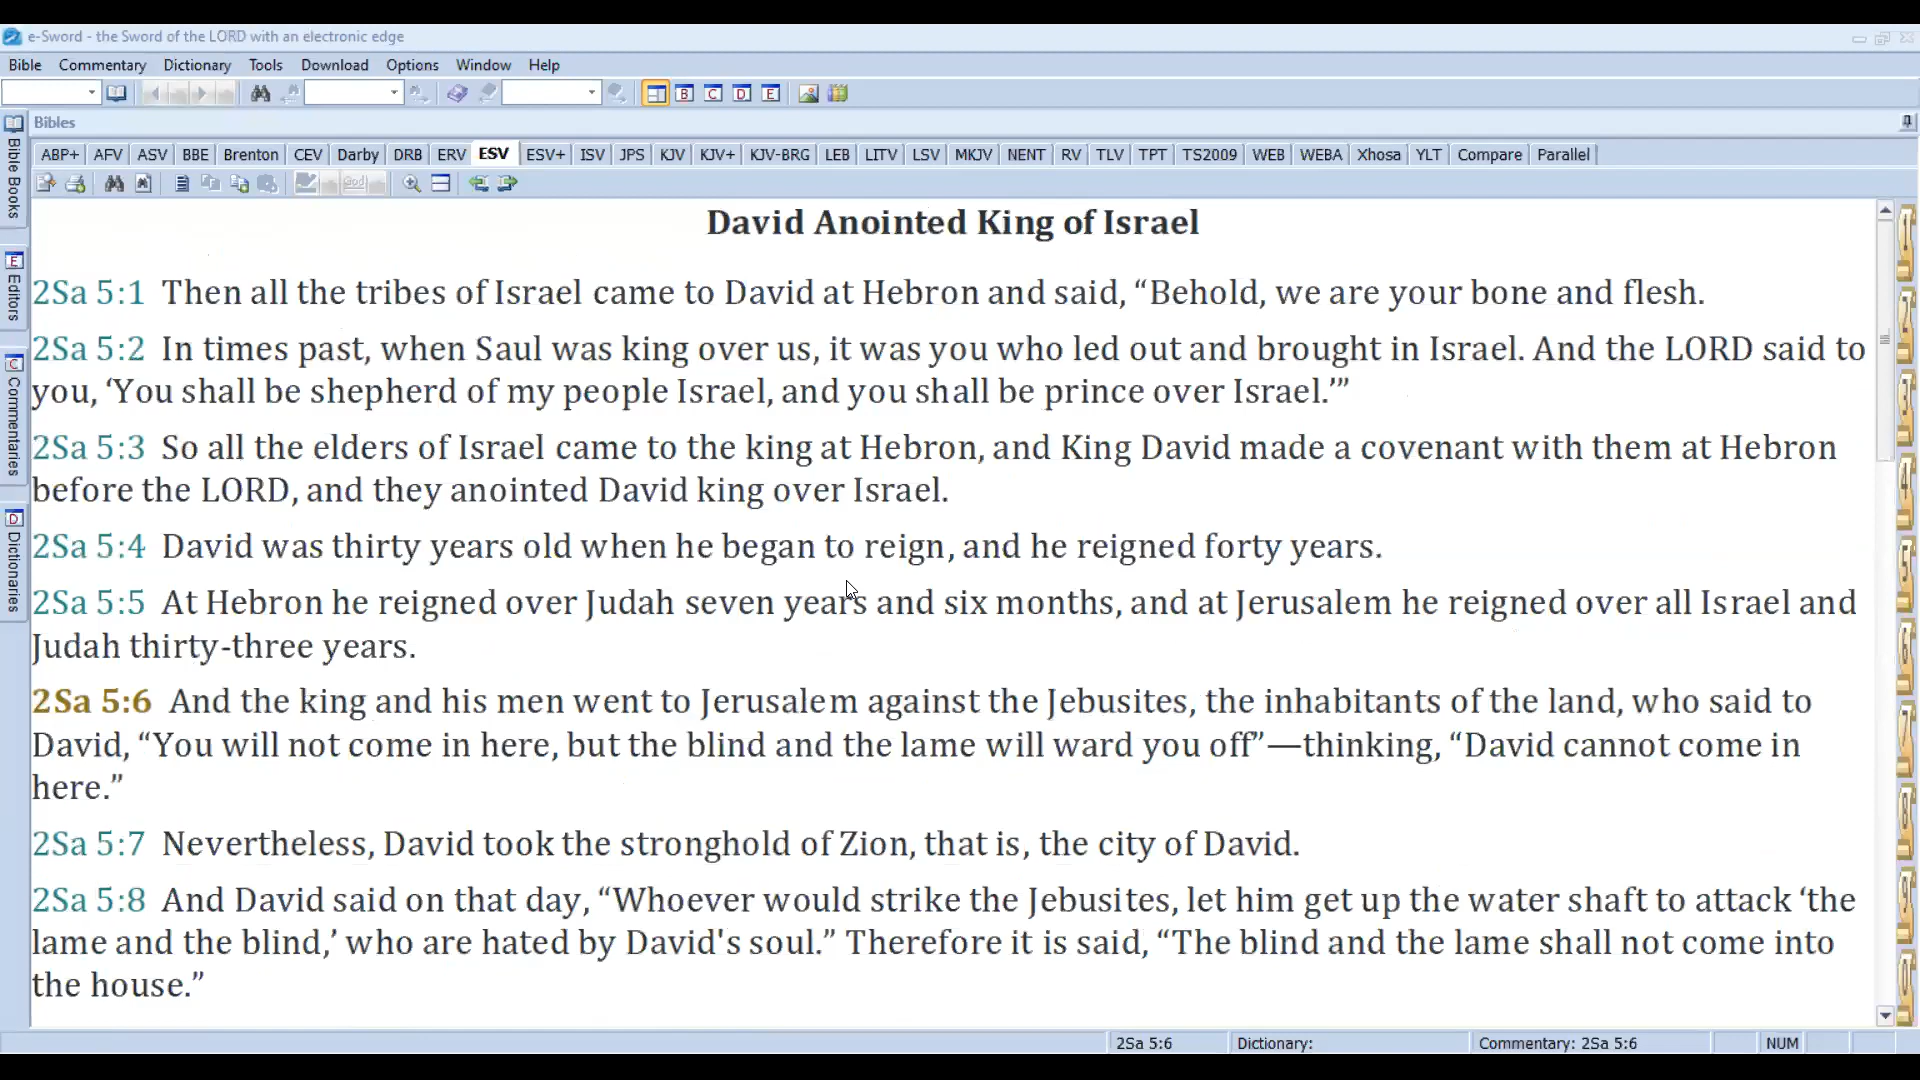 e-Sword - the Sword of the LORD with an electronic edge
Bible Commentary Dictionary Tools Download Options Window Help
B C D E
Bibles
ABP+ AFV ASV BBE Brenton CEV Darby DRB ERV ESV ESV+ ISV JPS KJV KJV+ KJV-BRG LEB LITV LSV MKJV NENT RV TLV TPT TS2009 WEB WEBA Xhosa YLT Compare Parallel
God
Bible Books
E Editors
C Commentaries
D Dictionaries
David Anointed King of Israel
2Sa 5:1 Then all the tribes of Israel came to David at Hebron and said, “Behold, we are your bone and flesh.
2Sa 5:2 In times past, when Saul was king over us, it was you who led out and brought in Israel. And the LORD said to
you, ‘You shall be shepherd of my people Israel, and you shall be prince over Israel.’”
2Sa 5:3 So all the elders of Israel came to the king at Hebron, and King David made a covenant with them at Hebron
before the LORD, and they anointed David king over Israel.
2Sa 5:4 David was thirty years old when he began to reign, and he reigned forty years.
2Sa 5:5 At Hebron he reigned over Judah seven years and six months, and at Jerusalem he reigned over all Israel and
Judah thirty-three years.
2Sa 5:6 And the king and his men went to Jerusalem against the Jebusites, the inhabitants of the land, who said to
David, “You will not come in here, but the blind and the lame will ward you off”—thinking, “David cannot come in
here.”
2Sa 5:7 Nevertheless, David took the stronghold of Zion, that is, the city of David.
2Sa 5:8 And David said on that day, “Whoever would strike the Jebusites, let him get up the water shaft to attack ‘the
lame and the blind,’ who are hated by David's soul.” Therefore it is said, “The blind and the lame shall not come into
the house.”
1
2
3
4
5
6
7
8
9
0
2Sa 5:6 Dictionary: Commentary: 2Sa 5:6 NUM